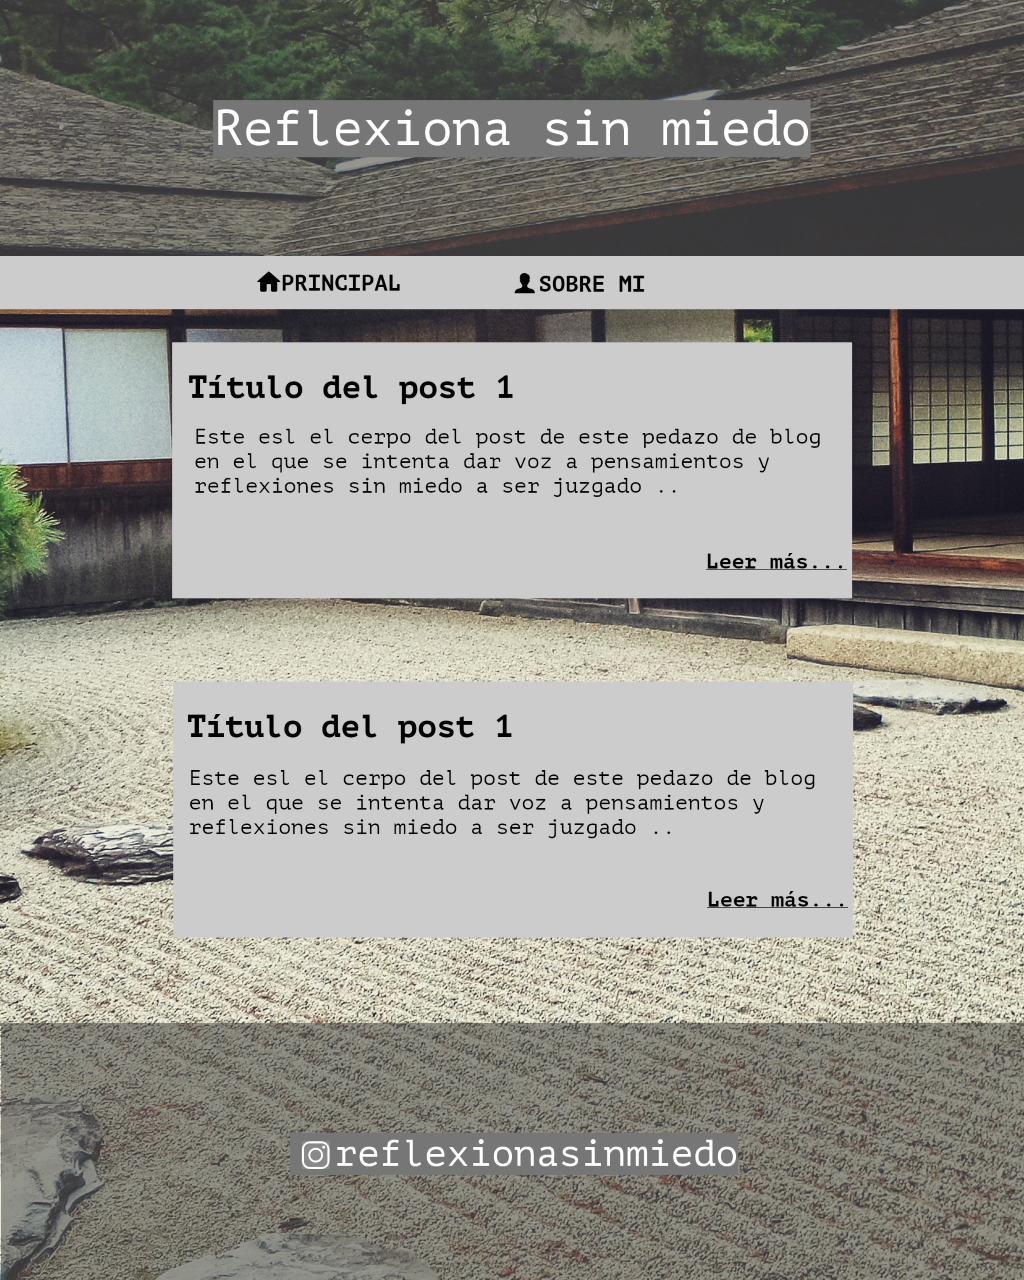 Reflexiona sin miedo
PRINCIPAL
SOBRE MI
Título del post 1
Este esl el cerpo del post de este pedazo de blog
en el que se intenta dar voz a pensamientos y
reflexiones sin miedo a ser juzgado ..
Leer más...
Título del post 1
Este esl el cerpo del post de este pedazo de blog
en el que se intenta dar voz a pensamientos y
reflexiones sin miedo a ser juzgado ..
Leer más...
reflexionasinmiedo